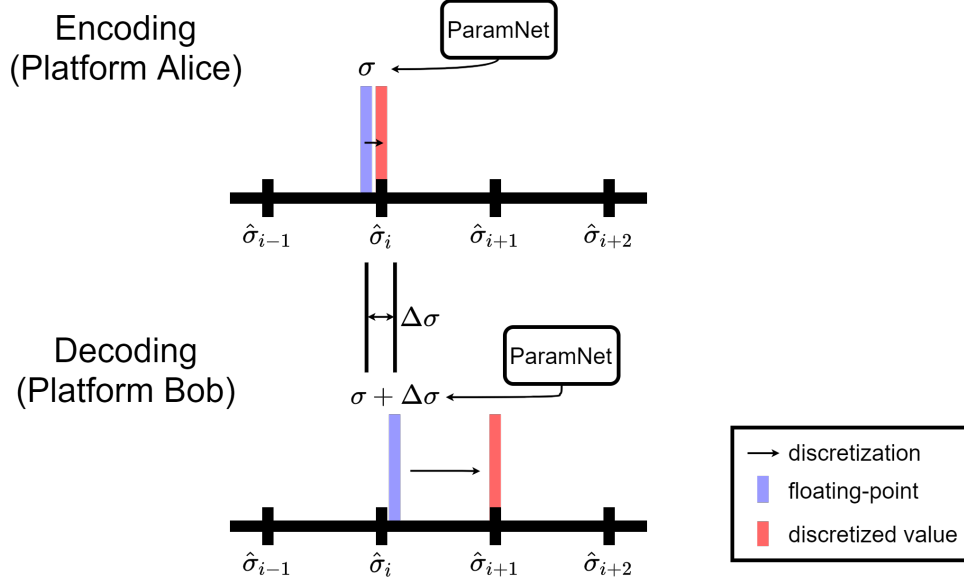 Encoding
(Platform Alice)
ParamNet
σ
σ̂ᵢ₋₁ σ̂ᵢ σ̂ᵢ₊₁ σ̂ᵢ₊₂
Δσ
Decoding
(Platform Bob)
ParamNet
σ + Δσ
σ̂ᵢ₋₁ σ̂ᵢ σ̂ᵢ₊₁ σ̂ᵢ₊₂
discretization
floating-point
discretized value